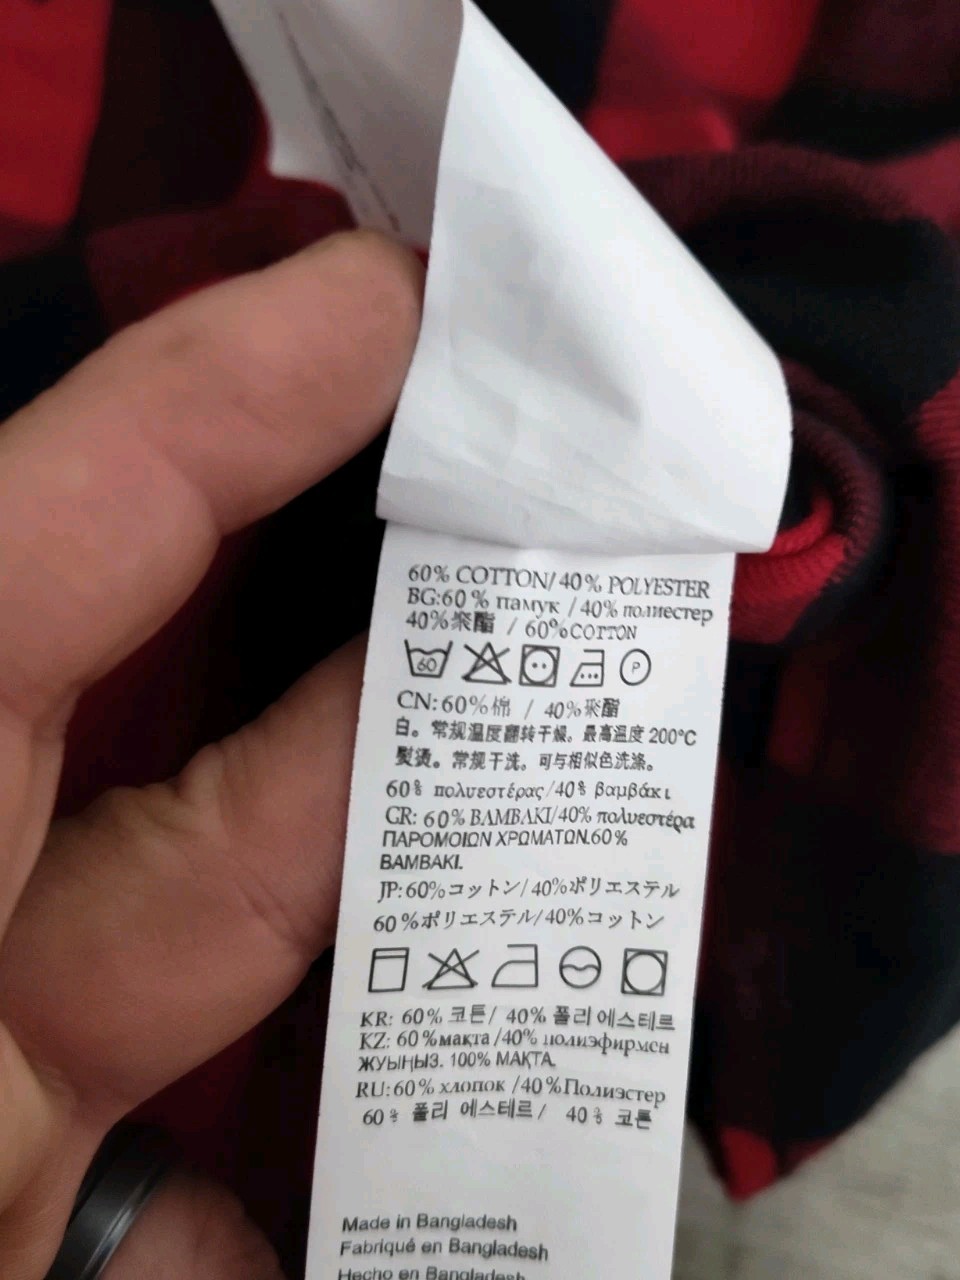 60% COTTON/40% POLYESTER
BG:60% памук / 40% полиестер
40%聚酯 / 60%COTTON
60
P
CN:60%棉 / 40%聚酯
白。常规温度翻转干燥。最高温度 200°C
熨烫。常规干洗。可与相似色洗涤。
60% πολυεστέρας/40% βαμβάκι
GR: 60% ΒΑΜΒΑΚΙ/40% πολυεστέρα
ΠΑΡΟΜΟΙΩΝ ΧΡΩΜΑΤΩΝ.60%
ΒΑΜΒΑΚΙ.
JP:60%コットン/40%ポリエステル
60%ポリエステル/40%コットン
KR: 60% 코튼/ 40% 폴리에스테르
KZ: 60%мақта/40% полиэфирмен
ЖУЫҢЫЗ. 100% МАҚТА.
RU:60% хлопок /40%Полиэстер
60% 폴리 에스테르/ 40% 코튼
Made in Bangladesh
Fabriqué en Bangladesh
Hecho en Bangladesh